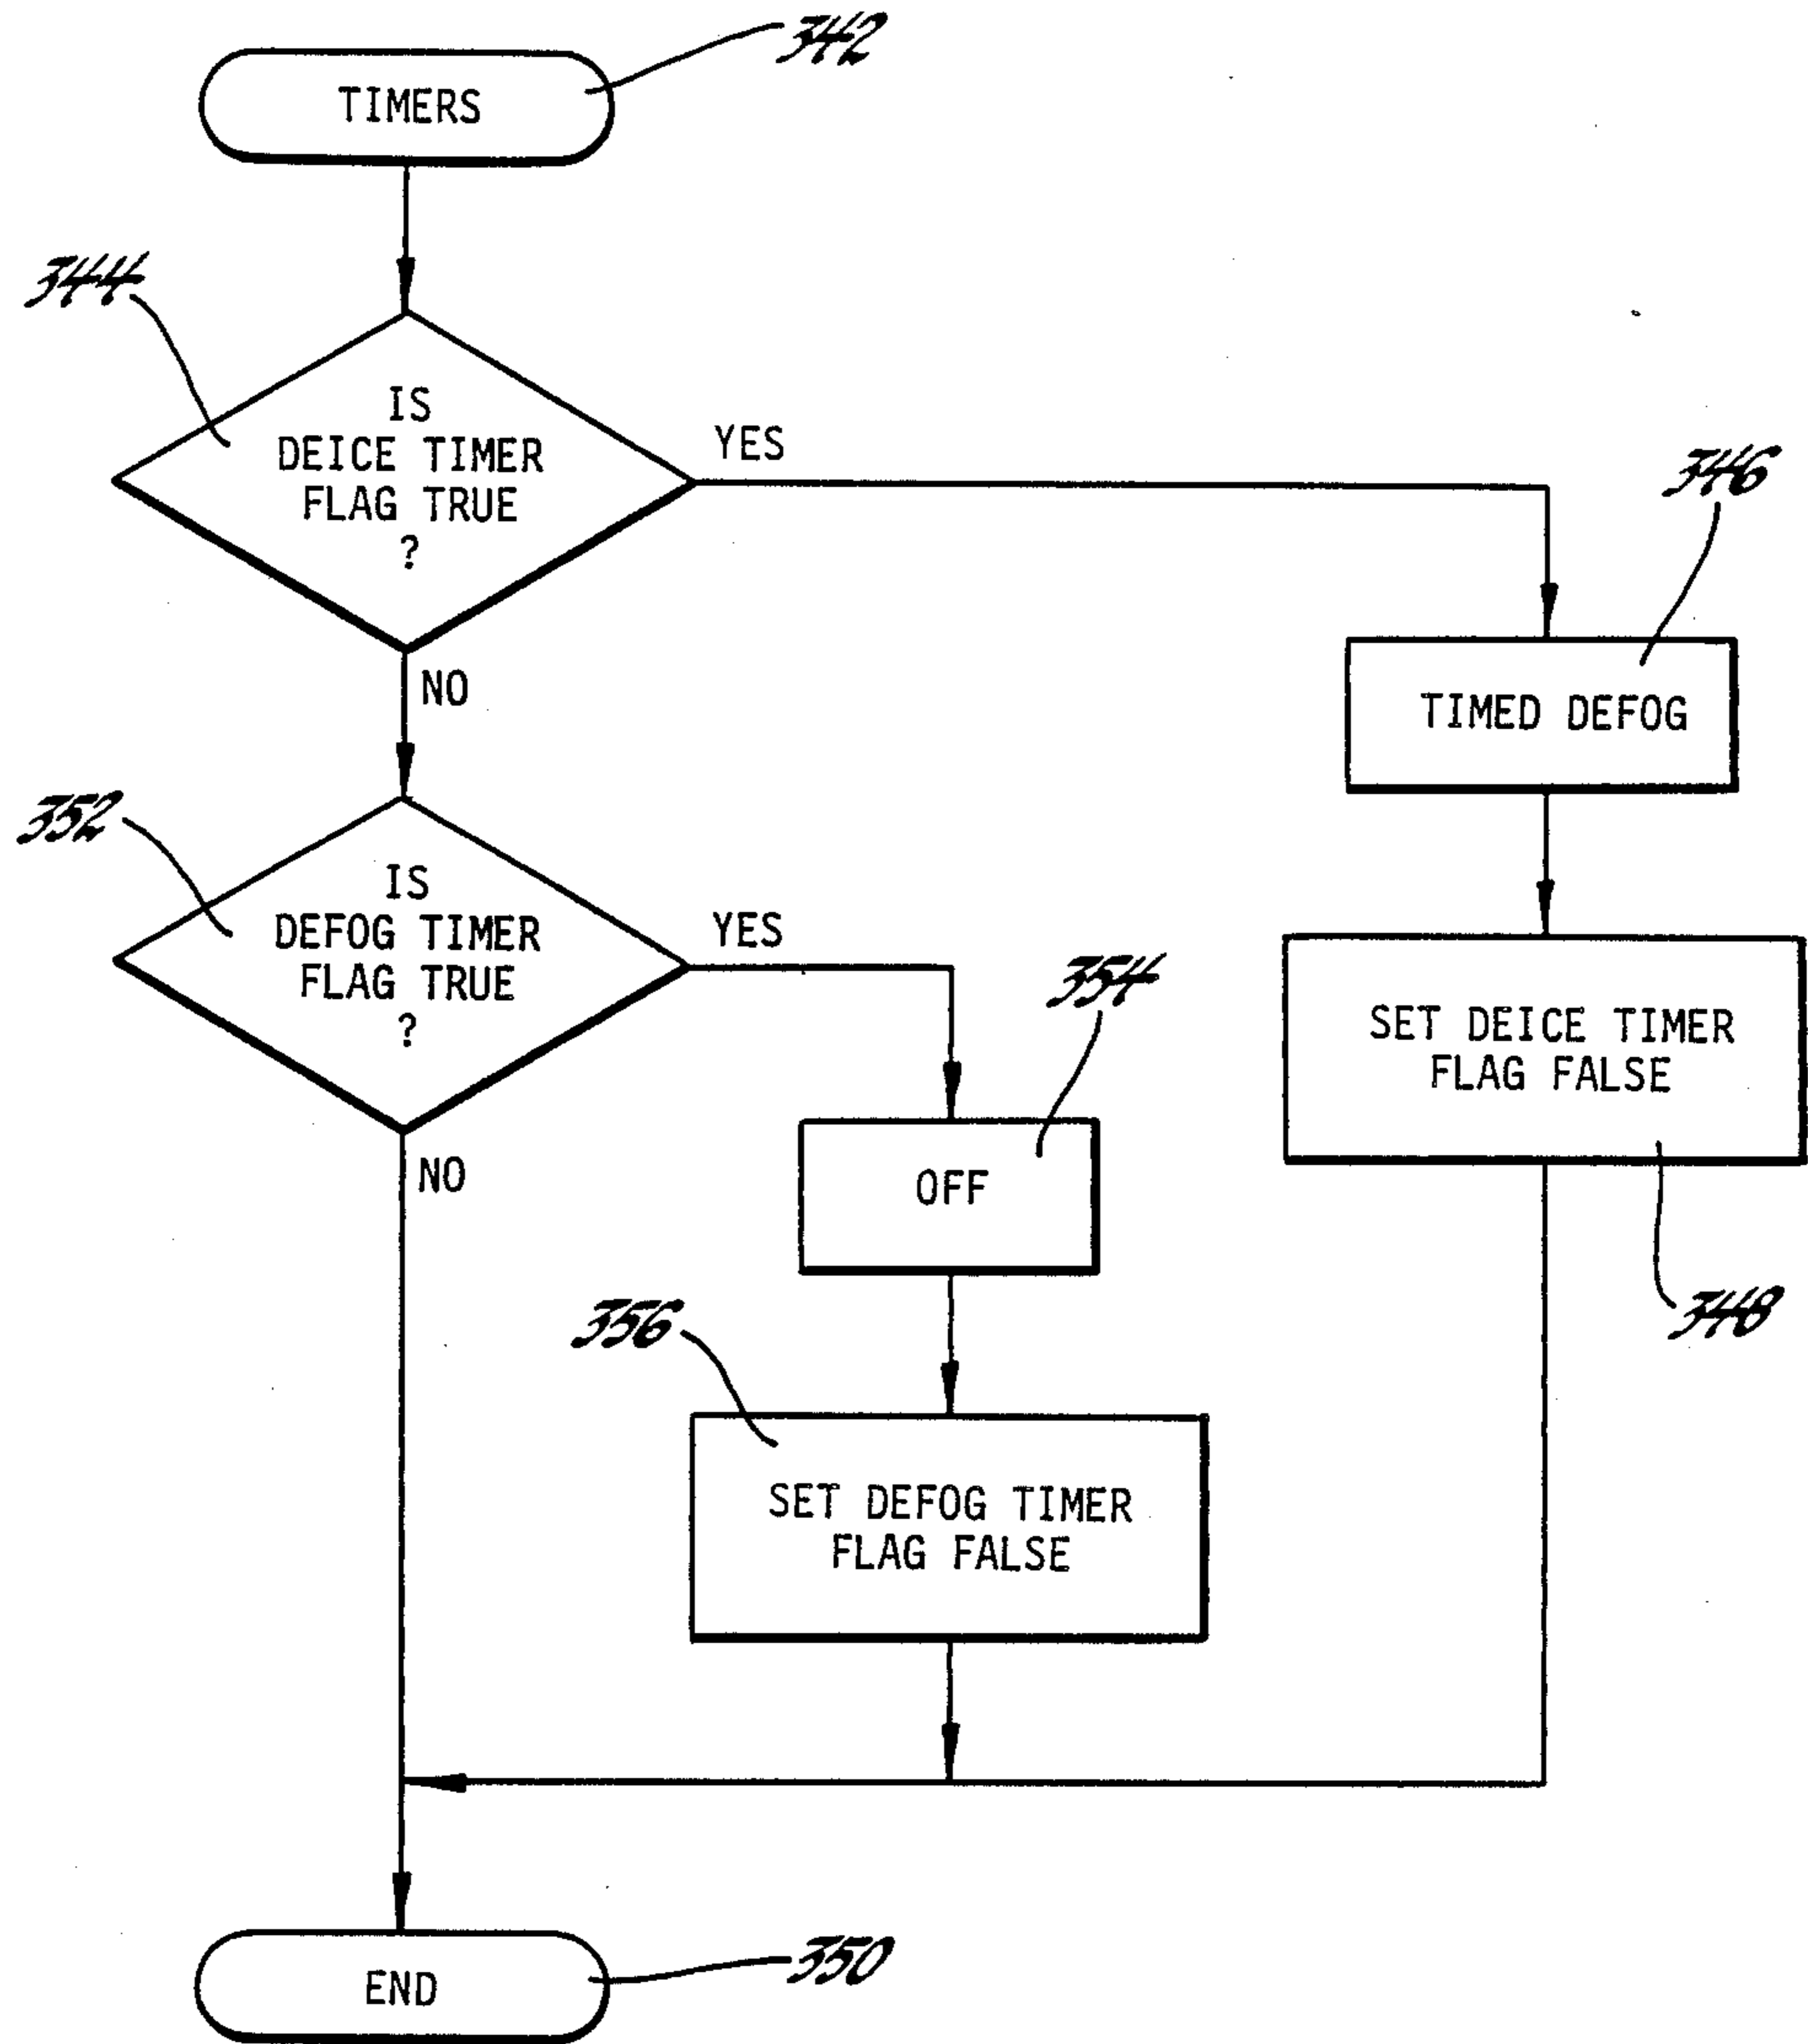 342
TIMERS
344
IS
DEICE TIMER
FLAG TRUE
?
YES
NO
346
TIMED DEFOG
352
IS
DEFOG TIMER
FLAG TRUE
?
YES
NO
354
OFF
SET DEICE TIMER
FLAG FALSE
348
356
SET DEFOG TIMER
FLAG FALSE
END
350